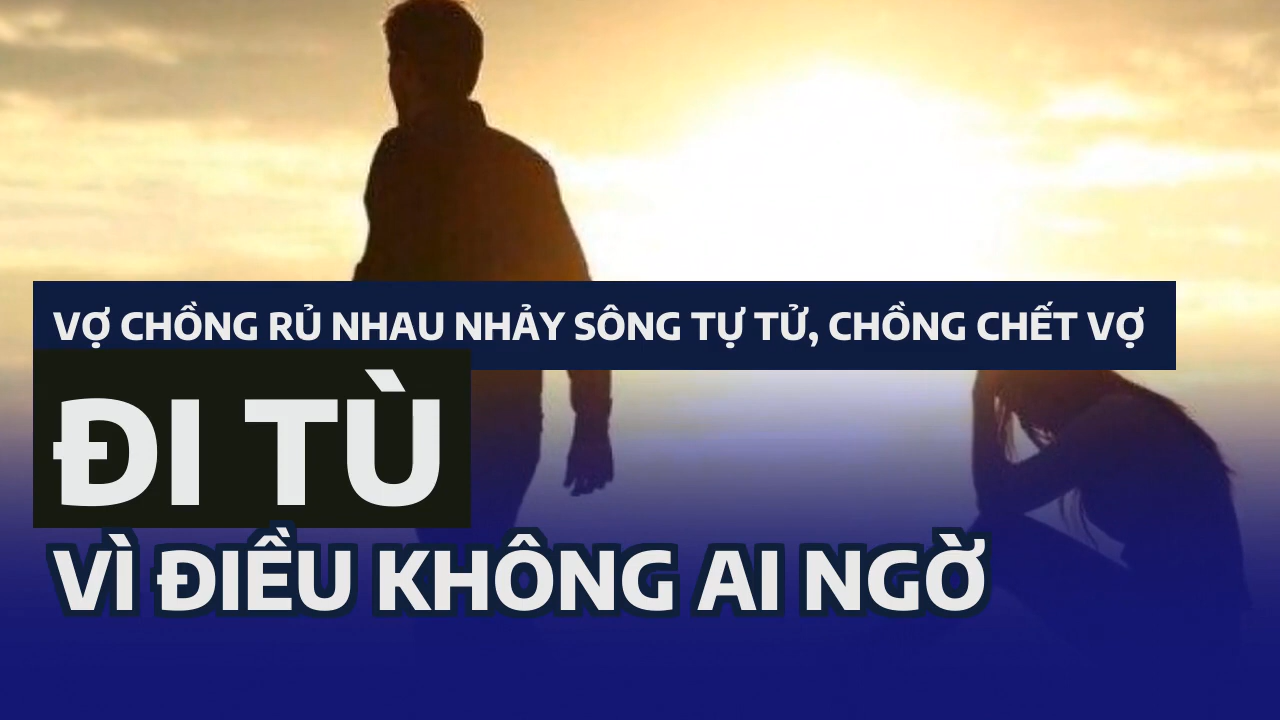 VỢ CHỒNG RỦ NHAU NHẢY SÔNG TỰ TỬ, CHỒNG CHẾT VỢ
ĐI TÙ
VÌ ĐIỀU KHÔNG AI NGỜ